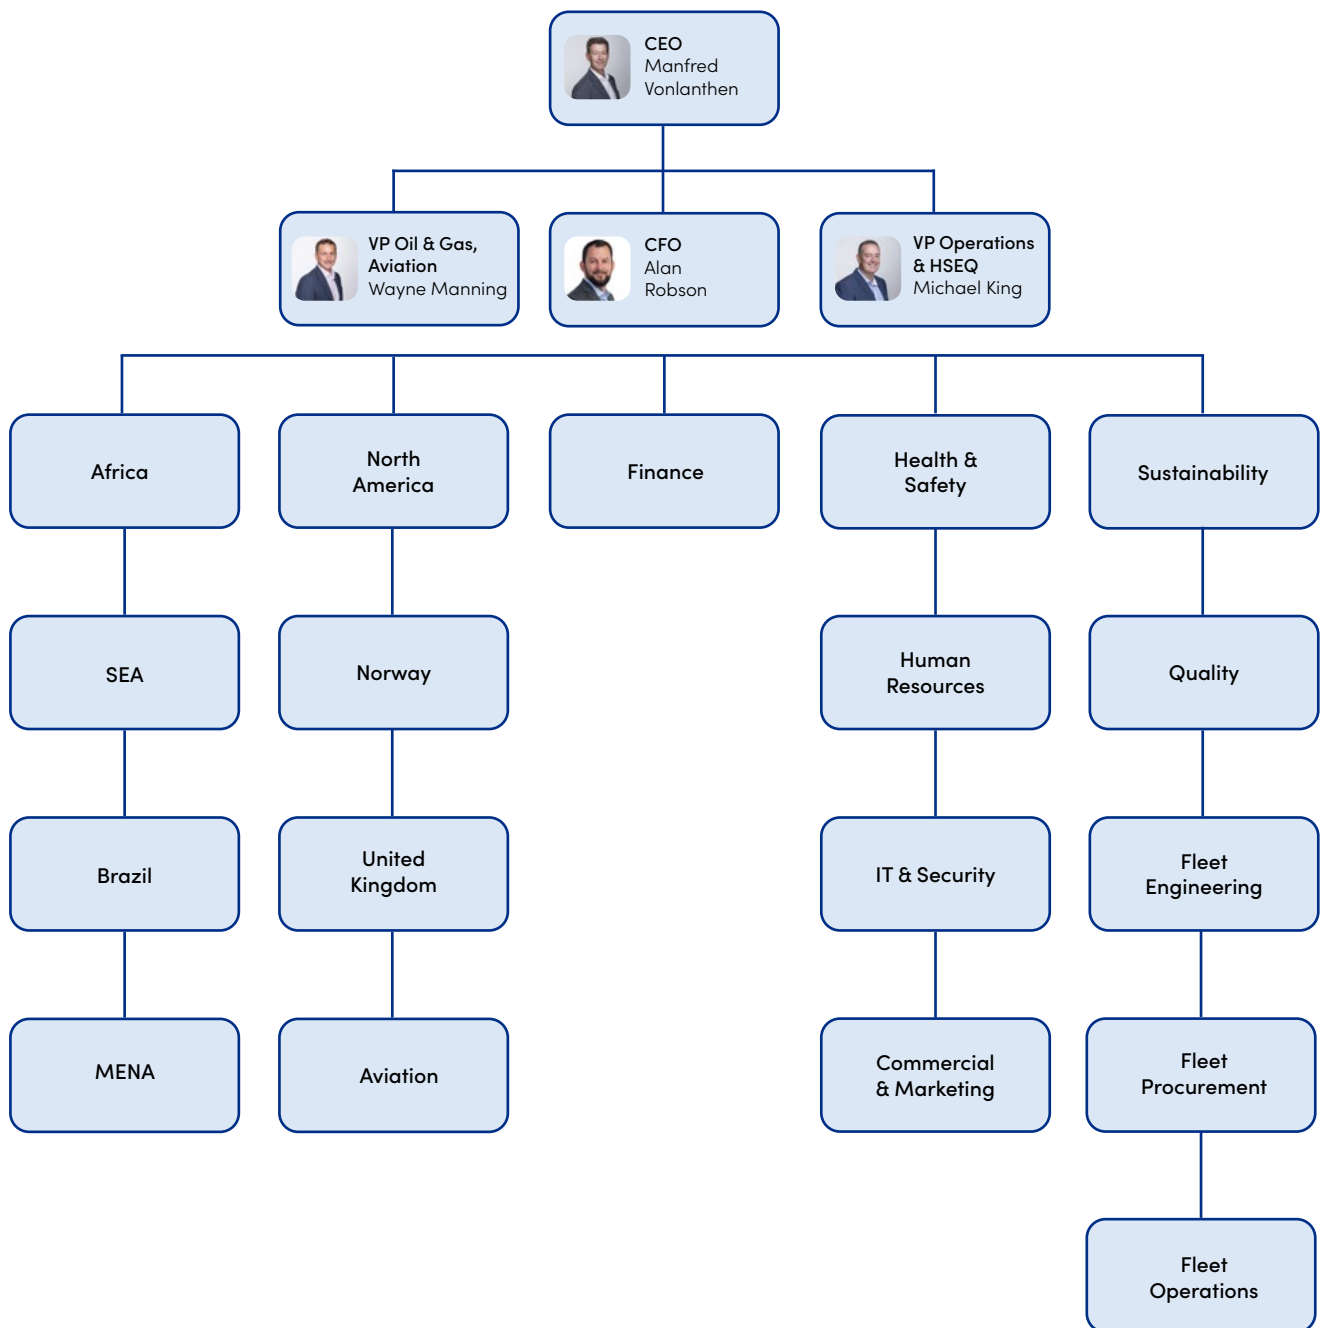 CEO
Manfred
Vonlanthen
VP Oil & Gas,
Aviation
Wayne Manning
CFO
Alan
Robson
VP Operations
& HSEQ
Michael King
Africa
North
America
Finance
Health &
Safety
Sustainability
SEA
Norway
Human
Resources
Quality
Brazil
United
Kingdom
IT & Security
Fleet
Engineering
MENA
Aviation
Commercial
& Marketing
Fleet
Procurement
Fleet
Operations